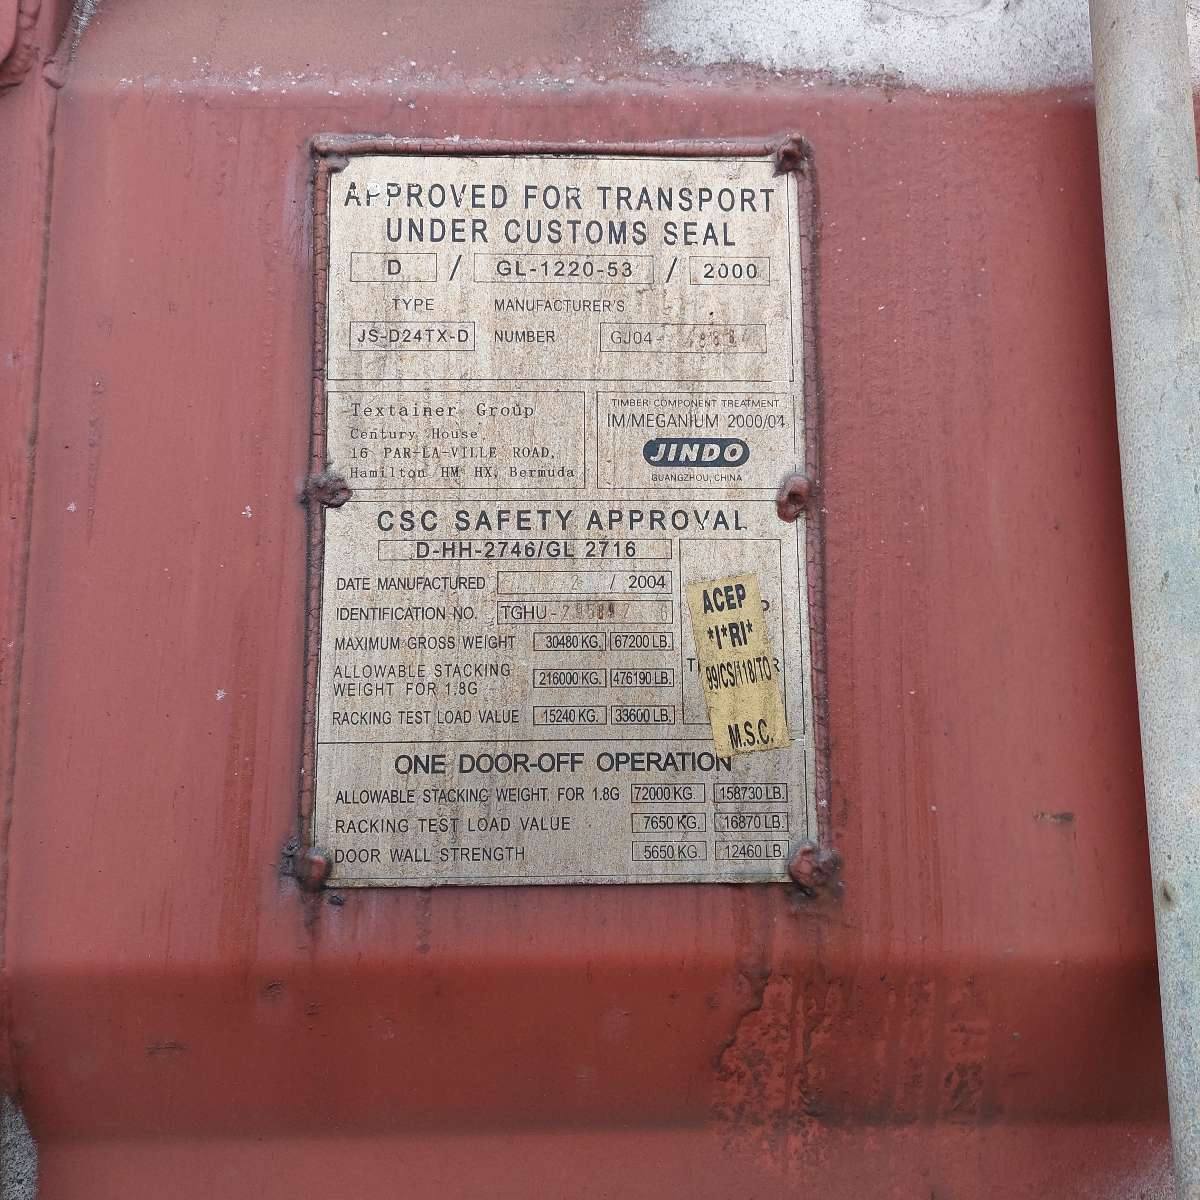 APPROVED FOR TRANSPORT
UNDER CUSTOMS SEAL
D / GL-1220-53 / 2000
TYPE MANUFACTURER'S
JS-D24TX-D NUMBER GJ04-
Textainer Group
Century House
16 PAR-LA-VILLE ROAD,
Hamilton HM HX, Bermuda
TIMBER COMPONENT TREATMENT
IM/MEGANIUM 2000/04
JINDO
GUANGZHOU, CHINA
CSC SAFETY APPROVAL
D-HH-2746/GL 2716
DATE MANUFACTURED 2 / 2004
IDENTIFICATION NO. TGHU-
MAXIMUM GROSS WEIGHT 30480 KG. 67200 LB.
ALLOWABLE STACKING
WEIGHT FOR 1.8G 216000 KG. 476190 LB.
RACKING TEST LOAD VALUE 15240 KG. 33600 LB.
ACEP
*I*RI*
99/CS/118/TO
M.S.C.
ONE DOOR-OFF OPERATION
ALLOWABLE STACKING WEIGHT FOR 1.8G 72000 KG 158730 LB.
RACKING TEST LOAD VALUE 7650 KG. 16870 LB.
DOOR WALL STRENGTH 5650 KG. 12460 LB.